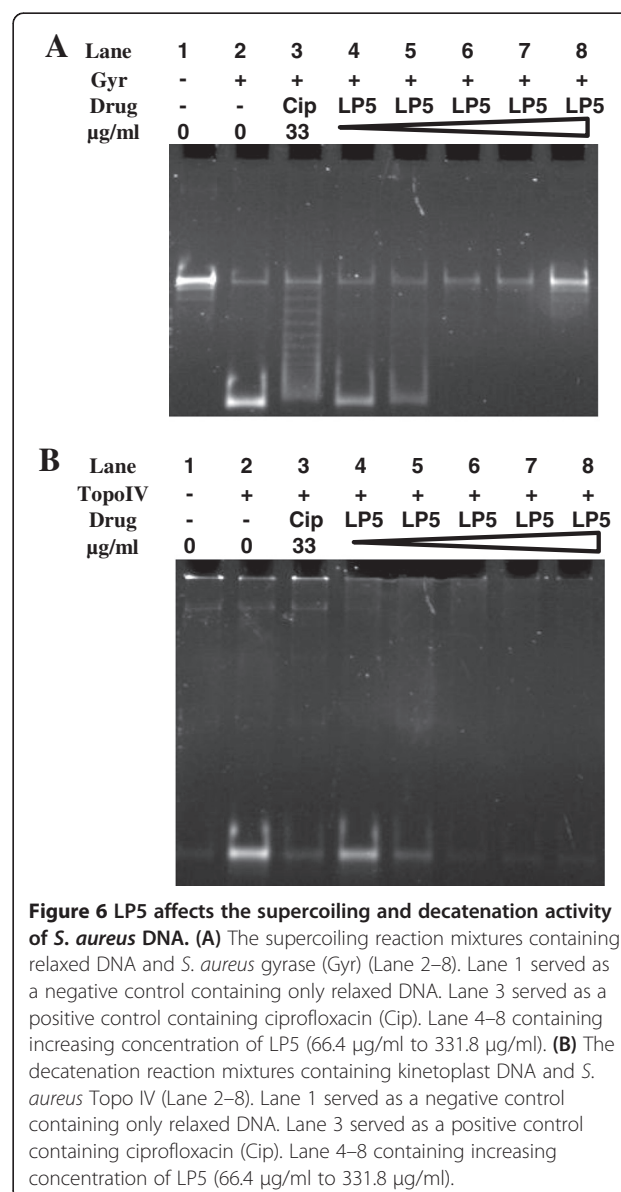 A Lane 1 2 3 4 5 6 7 8
Gyr - + + + + + + +
Drug - - Cip LP5 LP5 LP5 LP5 LP5
µg/ml 0 0 33
B Lane 1 2 3 4 5 6 7 8
TopoIV - + + + + + + +
Drug - - Cip LP5 LP5 LP5 LP5 LP5
µg/ml 0 0 33
Figure 6 LP5 affects the supercoiling and decatenation activity
of S. aureus DNA. (A) The supercoiling reaction mixtures containing
relaxed DNA and S. aureus gyrase (Gyr) (Lane 2–8). Lane 1 served as
a negative control containing only relaxed DNA. Lane 3 served as a
positive control containing ciprofloxacin (Cip). Lane 4–8 containing
increasing concentration of LP5 (66.4 µg/ml to 331.8 µg/ml). (B) The
decatenation reaction mixtures containing kinetoplast DNA and S.
aureus Topo IV (Lane 2–8). Lane 1 served as a negative control
containing only relaxed DNA. Lane 3 served as a positive control
containing ciprofloxacin (Cip). Lane 4–8 containing increasing
concentration of LP5 (66.4 µg/ml to 331.8 µg/ml).